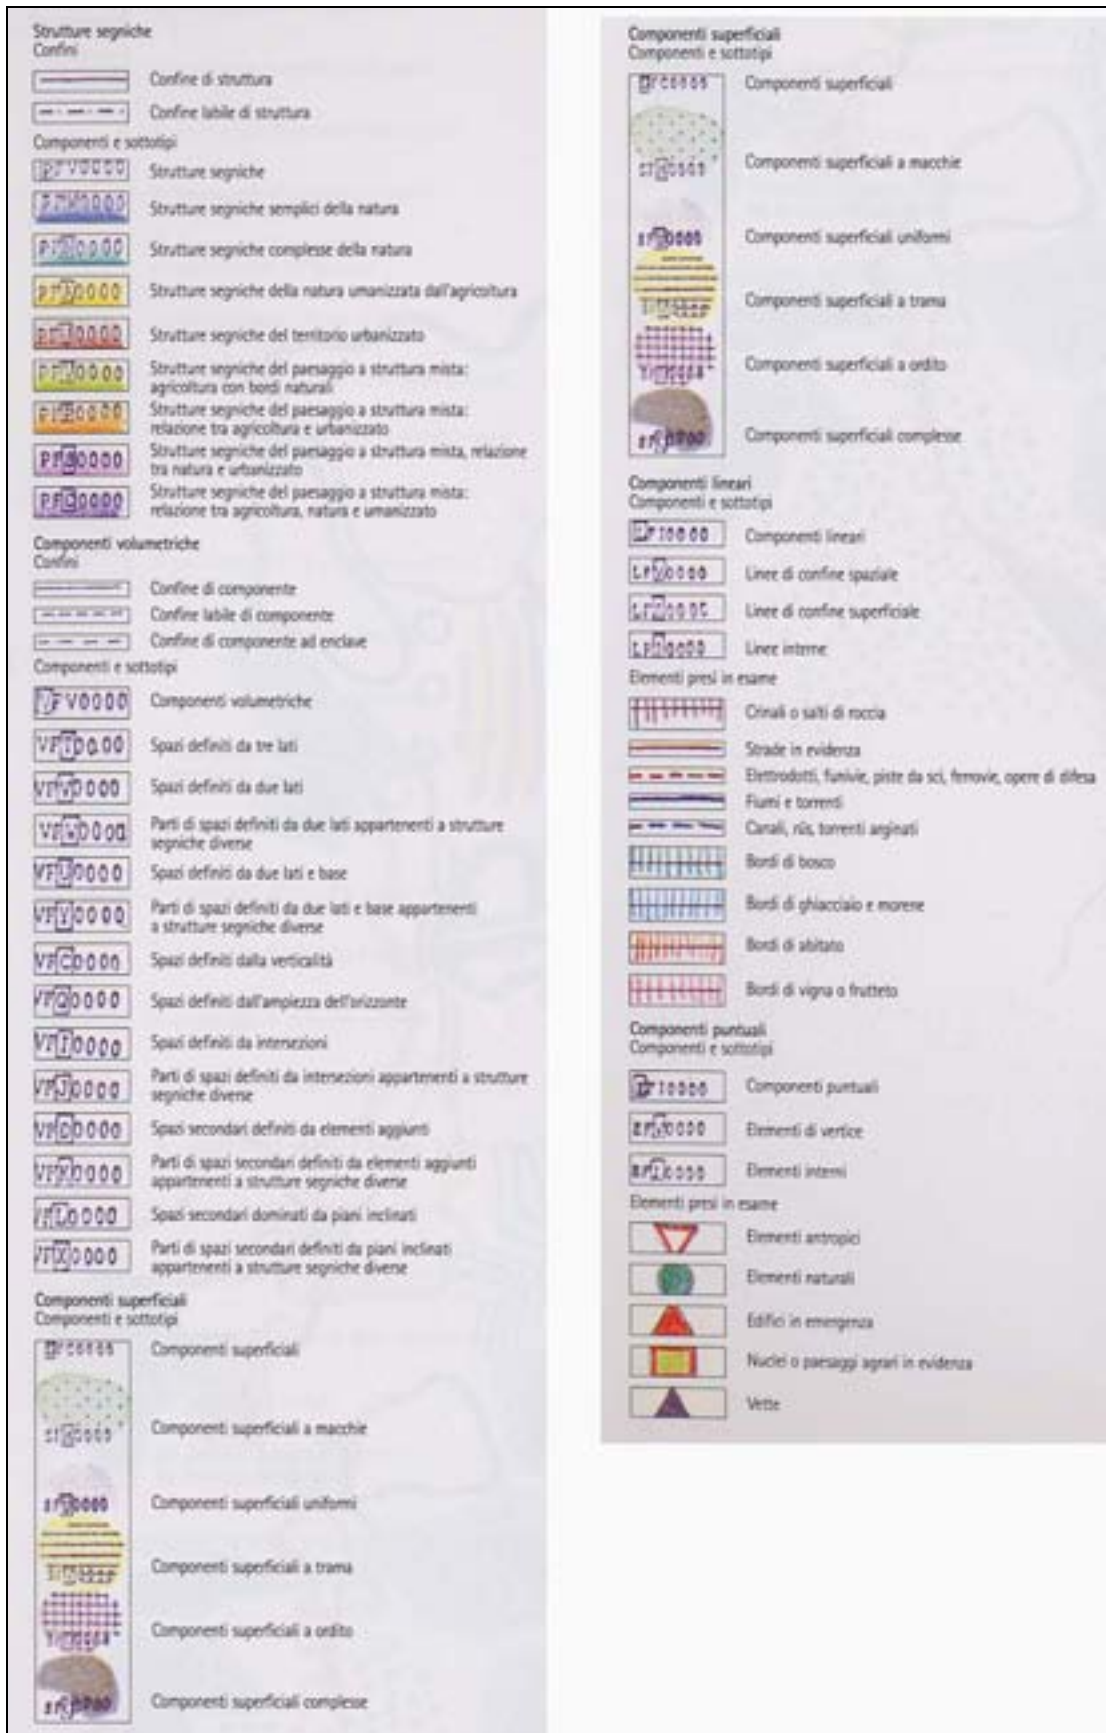 Strutture segniche
Confini
Confine di struttura
Confine labile di struttura
Componenti e sottotipi
Strutture segniche
Strutture segniche semplici della natura
Strutture segniche complesse della natura
Strutture segniche della natura umanizzata dall'agricoltura
Strutture segniche del territorio urbanizzato
Strutture segniche del paesaggio a struttura mista:
agricoltura con bordi naturali
Strutture segniche del paesaggio a struttura mista:
relazione tra agricoltura e urbanizzato
PF 0000
Strutture segniche del paesaggio a struttura mista, relazione
tra natura e urbanizzato
Strutture segniche del paesaggio a struttura mista:
relazione tra agricoltura, natura e umanizzato
Componenti volumetriche
Confini
Confine di componente
Confine labile di componente
Confine di componente ad enclave
Componenti e sottotipi
VFV0000
Componenti volumetriche
Spazi definiti da tre lati
VFV0000
Spazi definiti da due lati
VFW0000
Parti di spazi definiti da due lati appartenenti a strutture
segniche diverse
VFU0000
Spazi definiti da due lati e base
VFY0000
Parti di spazi definiti da due lati e base appartenenti
a strutture segniche diverse
VFC0000
Spazi definiti dalla verticalità
VFQ0000
Spazi definiti dall'ampiezza dell'orizzonte
VFI0000
Spazi definiti da intersezioni
VFJ0000
Parti di spazi definiti da intersezioni appartenenti a strutture
segniche diverse
Spazi secondari definiti da elementi aggiunti
Parti di spazi secondari definiti da elementi aggiunti
appartenenti a strutture segniche diverse
VFL0000
Spazi secondari dominati da piani inclinati
VFX0000
Parti di spazi secondari definiti da piani inclinati
appartenenti a strutture segniche diverse
Componenti superficiali
Componenti e sottotipi
Componenti superficiali
Componenti superficiali a macchie
Componenti superficiali uniformi
Componenti superficiali a trama
Componenti superficiali a ordito
Componenti superficiali complesse
Componenti superficiali
Componenti e sottotipi
Componenti superficiali
Componenti superficiali a macchie
Componenti superficiali uniformi
Componenti superficiali a trama
Componenti superficiali a ordito
Componenti superficiali complesse
Componenti lineari
Componenti e sottotipi
Componenti lineari
Linee di confine spaziale
Linee di confine superficiale
Linee interne
Elementi presi in esame
Crinali o salti di roccia
Strade in evidenza
Elettrodotti, funivie, piste da sci, ferrovie, opere di difesa
Fiumi e torrenti
Canali, rûs, torrenti arginati
Bordi di bosco
Bordi di ghiacciaio e morene
Bordi di abitato
Bordi di vigna o frutteto
Componenti puntuali
Componenti e sottotipi
Componenti puntuali
Elementi di vertice
Elementi interni
Elementi presi in esame
Elementi antropici
Elementi naturali
Edifici in emergenza
Nuclei o paesaggi agrari in evidenza
Vette